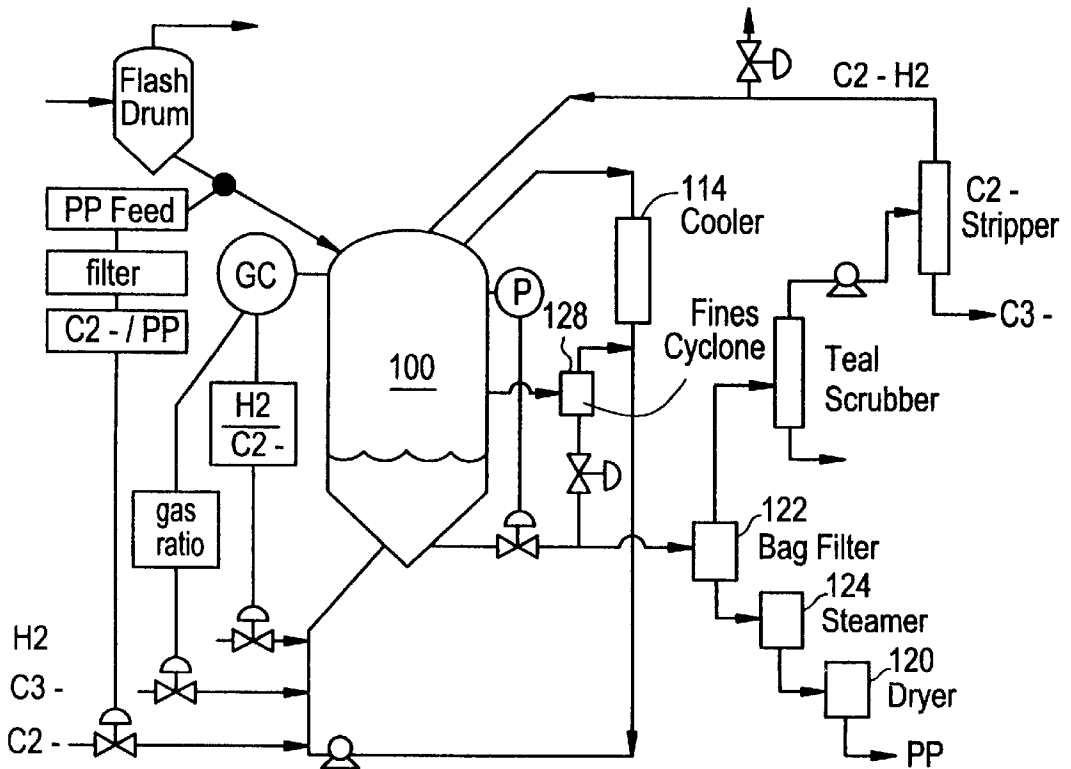 Flash
Drum
C2 - H2
114
Cooler
C2 -
Stripper
PP Feed
filter
GC
P
C2 - / PP
128
Fines
Cyclone
C3 -
100
H2
C2 -
Teal
Scrubber
gas
ratio
122
Bag Filter
124
Steamer
H2
120
Dryer
C3 -
C2 -
PP